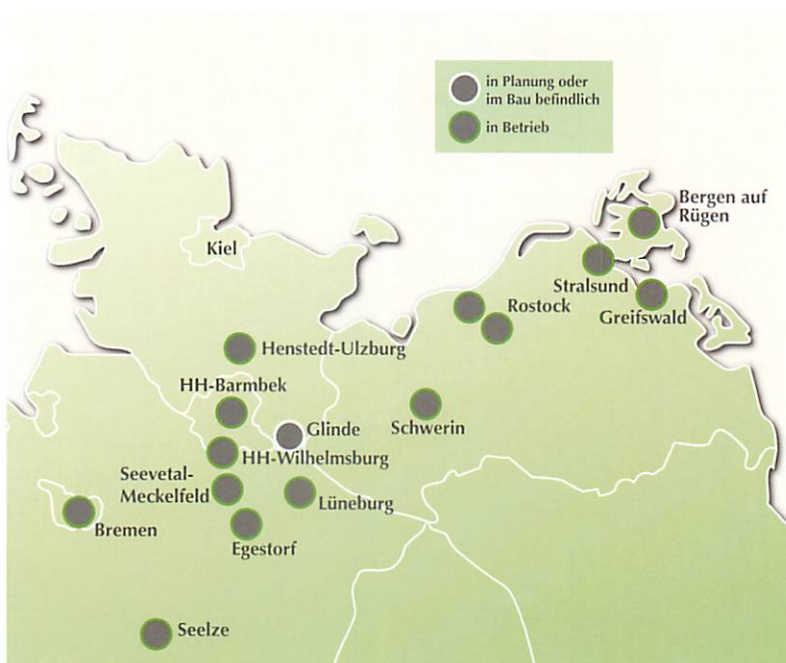 in Planung oder
im Bau befindlich
in Betrieb
Bergen auf
Rügen
Kiel
Stralsund
Rostock
Greifswald
Henstedt-Ulzburg
HH-Barmbek
Schwerin
Glinde
HH-Wilhelmsburg
Seevetal-
Meckelfeld
Lüneburg
Bremen
Egestorf
Seelze